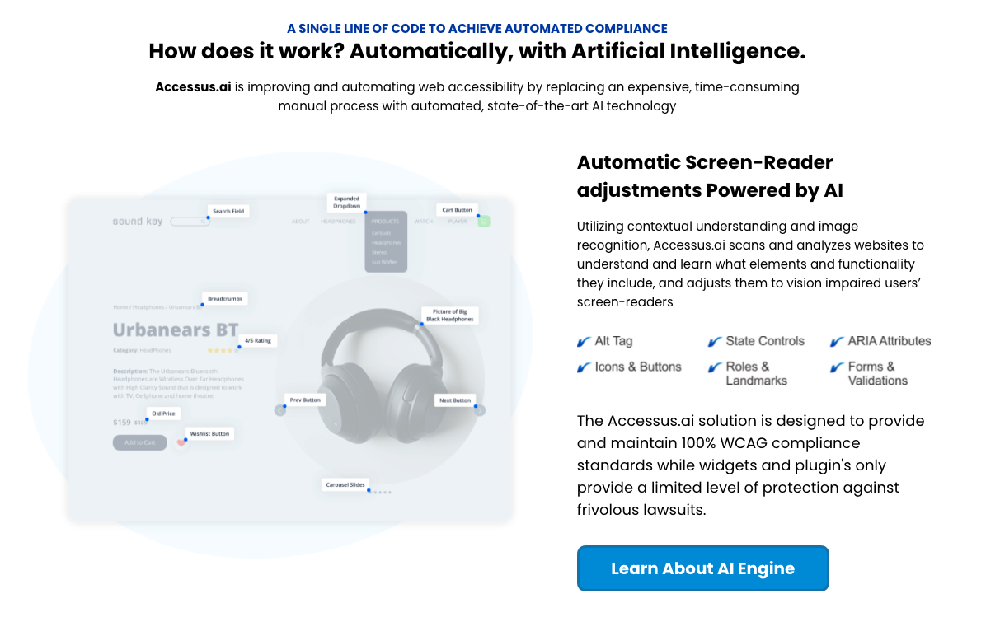 A SINGLE LINE OF CODE TO ACHIEVE AUTOMATED COMPLIANCE
How does it work? Automatically, with Artificial Intelligence.
Accessus.ai is improving and automating web accessibility by replacing an expensive, time-consuming
manual process with automated, state-of-the-art AI technology
sound key
Search Field
Expanded
Dropdown
Cart Button
ABOUT
HEADPHONES
PRODUCTS
WATCH
PLAYER
Earbuds
Headphones
Stereo
sub Woffer
Breadcrumbs
Home / Headphones / Urbanears
Urbanears BT
4/5 Rating
Category: HeadPhones
Description: The Urbanears Bluetooth
Headphones are Wireless Over Ear Headphones
with High Clarity Sound that is designed to work
with TV, Cellphone and home theatre.
Old Price
$159 $189
Wishlist Button
Add to Cart
Picture of Big
Black Headphones
Prev Button
Next Button
Carousel Slides
Automatic Screen-Reader
adjustments Powered by AI
Utilizing contextual understanding and image
recognition, Accessus.ai scans and analyzes websites to
understand and learn what elements and functionality
they include, and adjusts them to vision impaired users’
screen-readers
Alt Tag
State Controls
ARIA Attributes
Icons & Buttons
Roles &
Landmarks
Forms &
Validations
The Accessus.ai solution is designed to provide
and maintain 100% WCAG compliance
standards while widgets and plugin's only
provide a limited level of protection against
frivolous lawsuits.
Learn About AI Engine